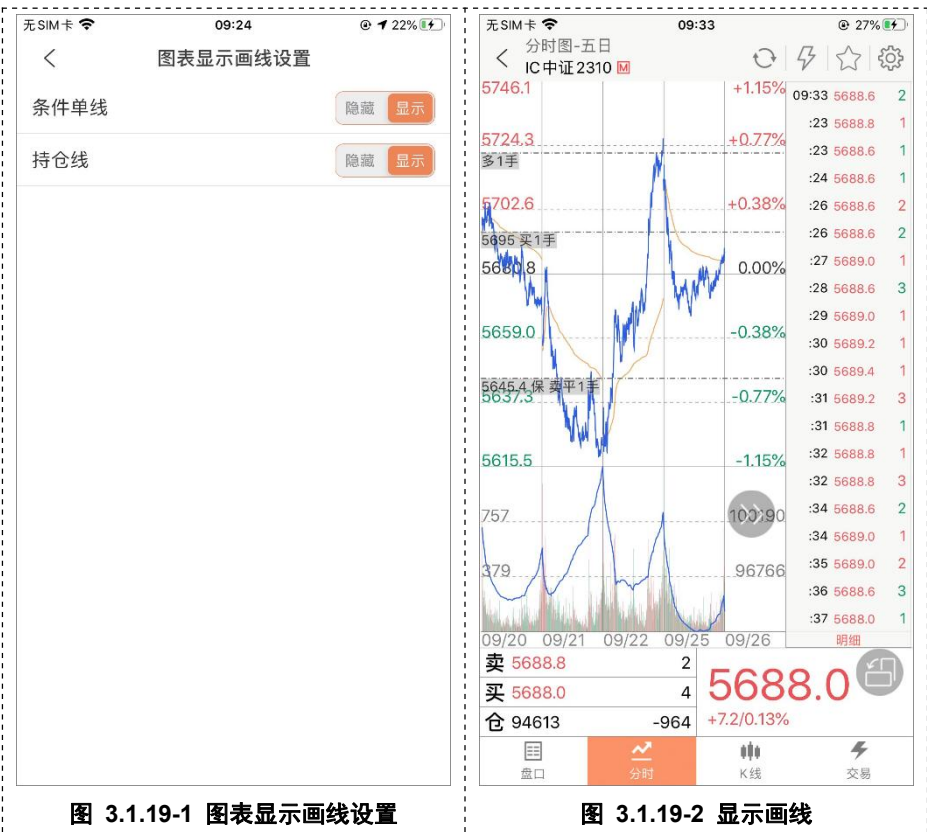 无SIM卡 09:24 22%
图表显示画线设置
条件单线 隐藏 显示
持仓线 隐藏 显示
图 3.1.19-1 图表显示画线设置
无SIM卡 09:33 27%
分时图-五日
IC中证2310 M
5746.1 +1.15%
5724.3 +0.77%
多1手
5702.6 +0.38%
5695 买1手
5680.8 0.00%
5659.0 -0.38%
5645.4 保 卖平1手
5637.3 -0.77%
5615.5 -1.15%
757 100190
379 96766
09/20 09/21 09/22 09/25 09/26
09:33 5688.6 2
:23 5688.8 1
:23 5688.6 1
:24 5688.6 1
:26 5688.6 2
:26 5688.6 2
:27 5689.0 1
:28 5688.6 3
:29 5689.0 1
:30 5689.2 1
:30 5689.4 1
:31 5689.2 3
:31 5688.8 1
:32 5688.8 1
:32 5688.8 3
:34 5688.6 2
:34 5689.0 1
:35 5689.0 2
:36 5688.6 3
:37 5688.0 1
明细
卖 5688.8 2
买 5688.0 4
仓 94613 -964
5688.0
+7.2/0.13%
盘口 分时 K线 交易
图 3.1.19-2 显示画线